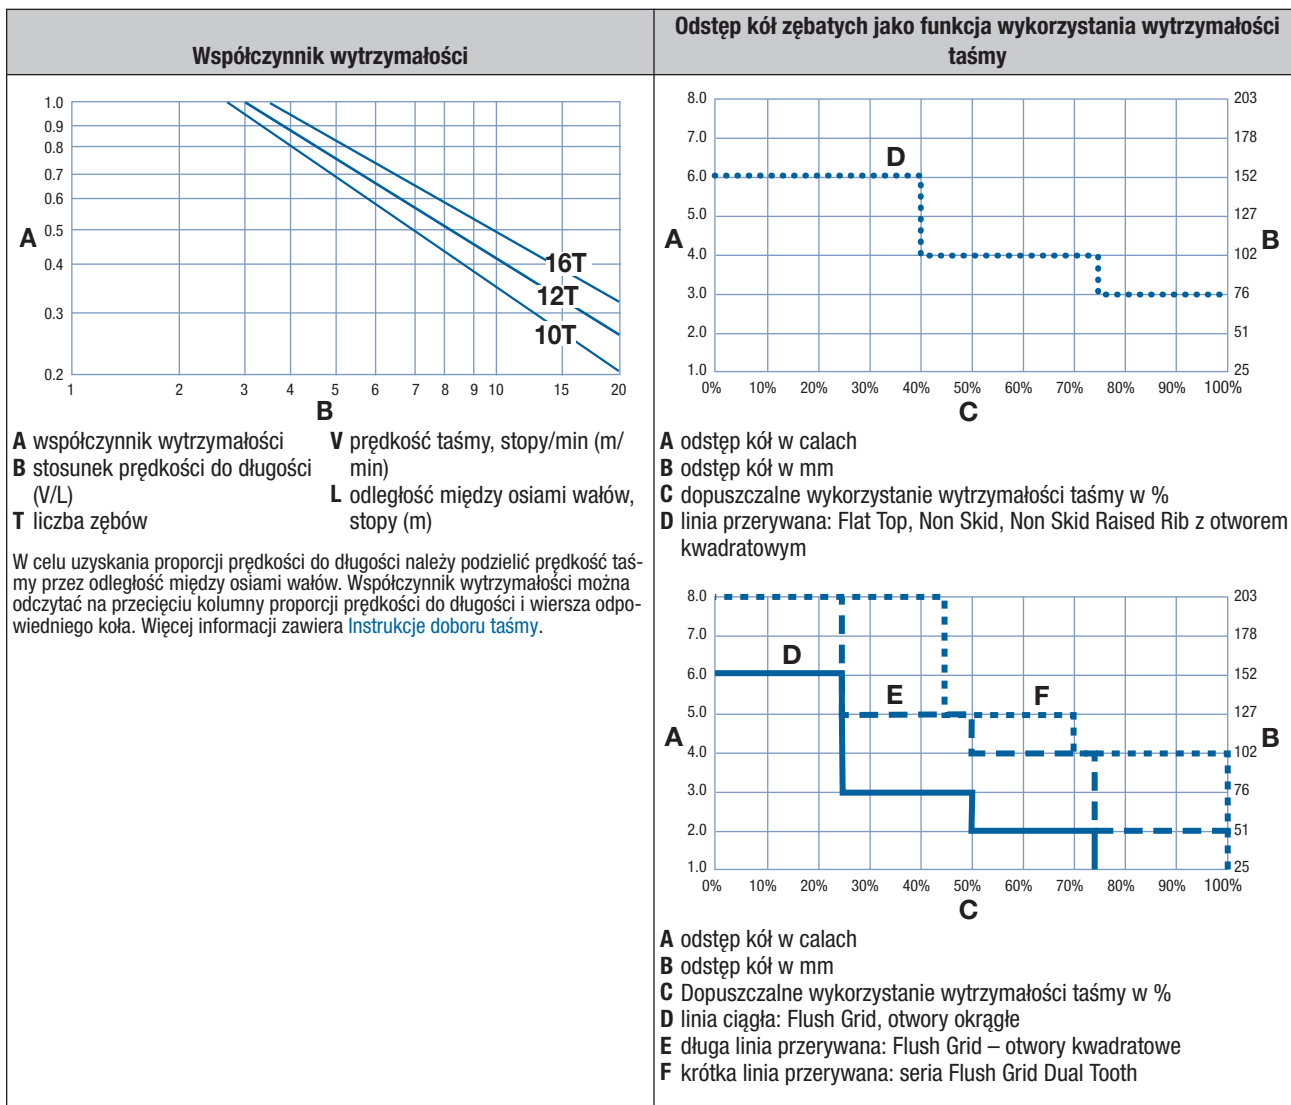 Współczynnik wytrzymałości
1.0
0.9
0.8
0.7
0.6
0.5
0.4
0.3
0.2
A
16T
12T
10T
1 2 3 4 5 6 7 8 9 10 15 20
B
A współczynnik wytrzymałości
B stosunek prędkości do długości
(V/L)
T liczba zębów
V prędkość taśmy, stopy/min (m/
min)
L odległość między osiami wałów,
stopy (m)
W celu uzyskania proporcji prędkości do długości należy podzielić prędkość taś-
my przez odległość między osiami wałów. Współczynnik wytrzymałości można
odczytać na przecięciu kolumny proporcji prędkości do długości i wiersza odpo-
wiedniego koła. Więcej informacji zawiera Instrukcje doboru taśmy.
Odstęp kół zębatych jako funkcja wykorzystania wytrzymałości
taśmy
8.0 203
7.0 178
D
6.0 152
5.0 127
A B
4.0 102
3.0 76
2.0 51
1.0 25
0% 10% 20% 30% 40% 50% 60% 70% 80% 90% 100%
C
A odstęp kół w calach
B odstęp kół w mm
C dopuszczalne wykorzystanie wytrzymałości taśmy w %
D linia przerywana: Flat Top, Non Skid, Non Skid Raised Rib z otworem
kwadratowym
8.0 203
7.0 178
D
6.0 152
E F
5.0 127
A B
4.0 102
3.0 76
2.0 51
1.0 25
0% 10% 20% 30% 40% 50% 60% 70% 80% 90% 100%
C
A odstęp kół w calach
B odstęp kół w mm
C Dopuszczalne wykorzystanie wytrzymałości taśmy w %
D linia ciągła: Flush Grid, otwory okrągłe
E długa linia przerywana: Flush Grid – otwory kwadratowe
F krótka linia przerywana: seria Flush Grid Dual Tooth